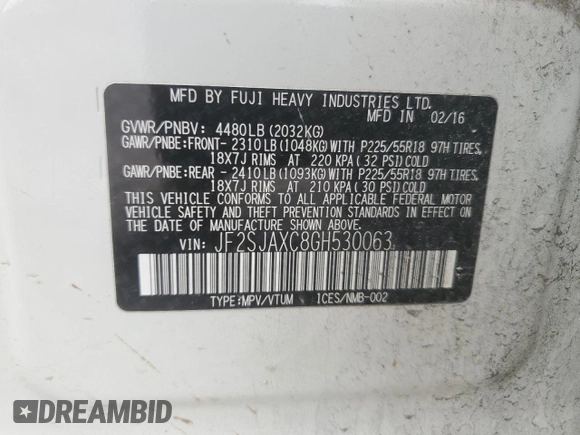 MFD BY FUJI HEAVY INDUSTRIES LTD.
MFD IN 02/16
GVWR/PNBV: 4480LB (2032KG)
GAWR/PNBE:FRONT- 2310LB (1048KG) WITH P225/55R18 97H TIRES,
18X7J RIMS AT 220 KPA (32 PSI) COLD
GAWR/PNBE:REAR - 2410LB (1093KG) WITH P225/55R18 97H TIRES,
18X7J RIMS AT 210 KPA (30 PSI) COLD
THIS VEHICLE CONFORMS TO ALL APPLICABLE FEDERAL MOTOR
VEHICLE SAFETY AND THEFT PREVENTION STANDARDS IN EFFECT ON
THE DATE OF MANUFACTURE SHOWN ABOVE.
VIN: JF2SJAXC8GH530063
TYPE:MPV/VTUM ICES/NMB-002
DREAMBID